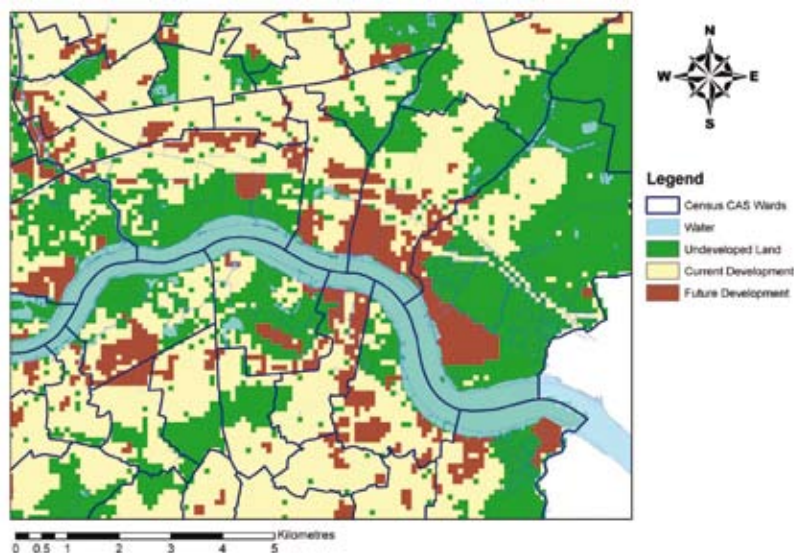 N
W E
S
Legend
Census CAS Wards
Water
Undeveloped Land
Current Development
Future Development
Kilometres
0 0.5 1 2 3 4 5